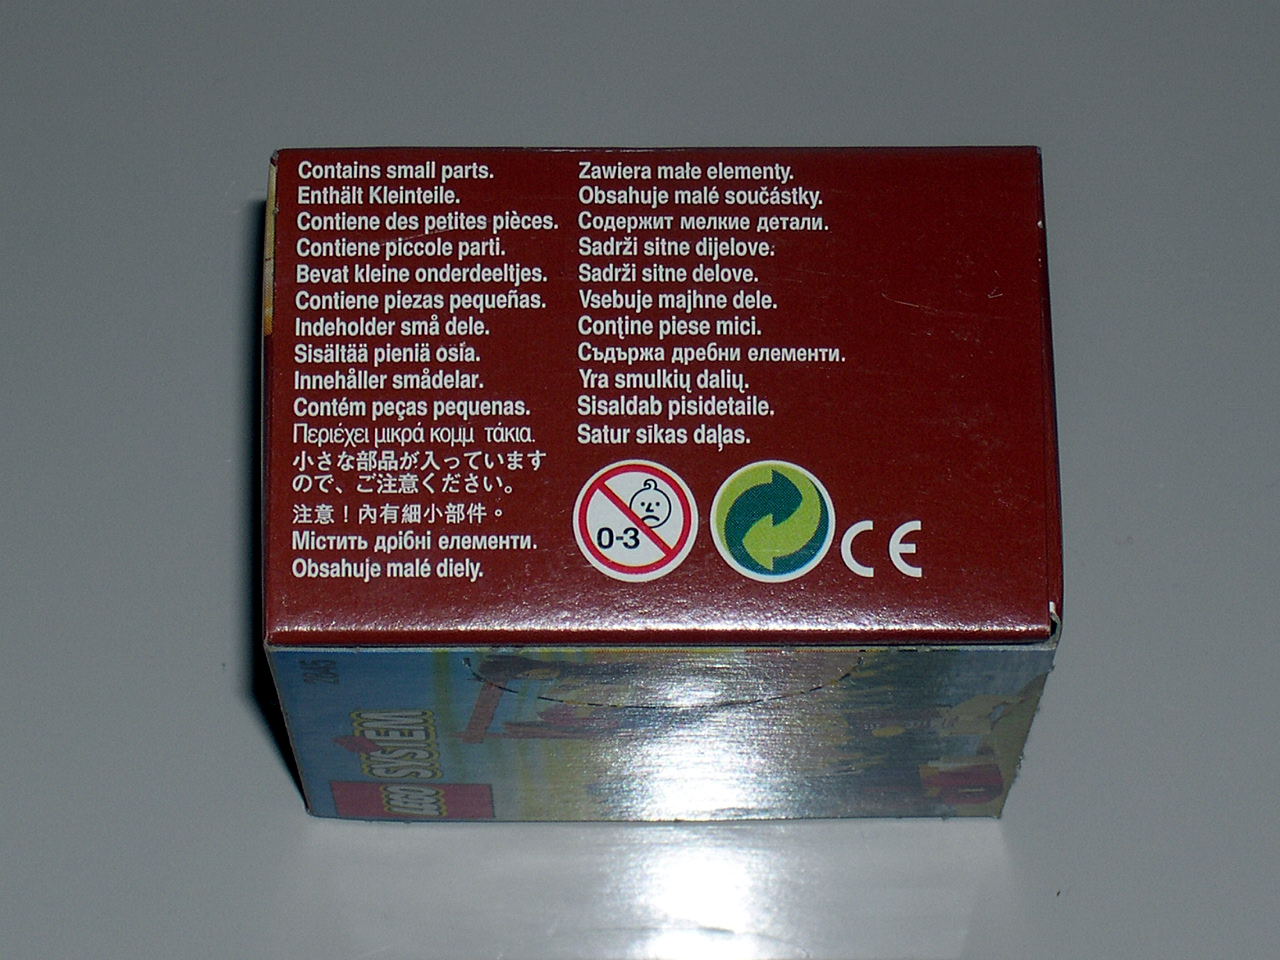 Contains small parts.
Enthält Kleinteile.
Contiene des petites pièces.
Contiene piccole parti.
Bevat kleine onderdeeltjes.
Contiene piezas pequeñas.
Indeholder små dele.
Sisältää pieniä osia.
Innehåller smådelar.
Contém peças pequenas.
Περιέχει μικρά κομμ τάκια.
小さな部品が入っています
ので、ご注意ください。
注意！內有細小部件。
Містить дрібні елементи.
Obsahuje malé diely.
Zawiera małe elementy.
Obsahuje malé součástky.
Содержит мелкие детали.
Sadrži sitne dijelove.
Sadrži sitne delove.
Vsebuje majhne dele.
Conţine piese mici.
Съдържа дребни елементи.
Yra smulkių dalių.
Sisaldab pisidetaile.
Satur sīkas daļas.
0-3
CE
2845
LEGO SYSTEM